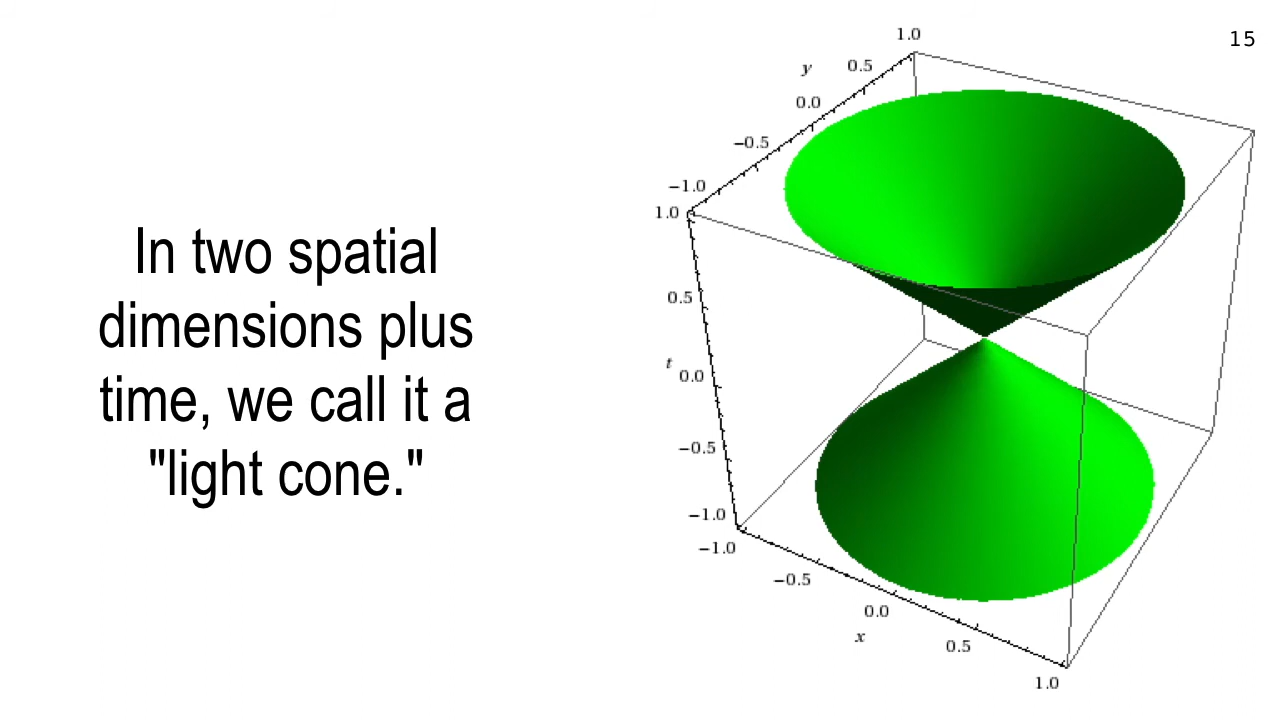 15
In two spatial
dimensions plus
time, we call it a
"light cone."
1.0
y
0.5
0.0
−0.5
−1.0
1.0
0.5
t
0.0
−0.5
−1.0
−1.0
−0.5
0.0
x
0.5
1.0